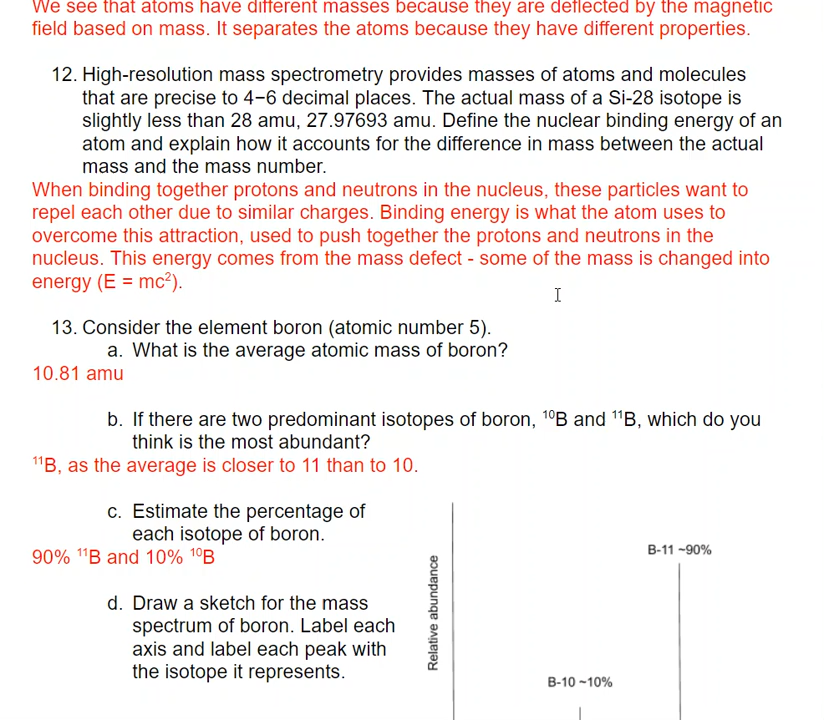 We see that atoms have different masses because they are deflected by the magnetic
field based on mass. It separates the atoms because they have different properties.
12. High-resolution mass spectrometry provides masses of atoms and molecules
that are precise to 4–6 decimal places. The actual mass of a Si-28 isotope is
slightly less than 28 amu, 27.97693 amu. Define the nuclear binding energy of an
atom and explain how it accounts for the difference in mass between the actual
mass and the mass number.
When binding together protons and neutrons in the nucleus, these particles want to
repel each other due to similar charges. Binding energy is what the atom uses to
overcome this attraction, used to push together the protons and neutrons in the
nucleus. This energy comes from the mass defect - some of the mass is changed into
energy (E = mc²).
13. Consider the element boron (atomic number 5).
a. What is the average atomic mass of boron?
10.81 amu
b. If there are two predominant isotopes of boron, ¹⁰B and ¹¹B, which do you
think is the most abundant?
¹¹B, as the average is closer to 11 than to 10.
c. Estimate the percentage of
each isotope of boron.
90% ¹¹B and 10% ¹⁰B
d. Draw a sketch for the mass
spectrum of boron. Label each
axis and label each peak with
the isotope it represents.
Relative abundance
B-11 ~90%
B-10 ~10%